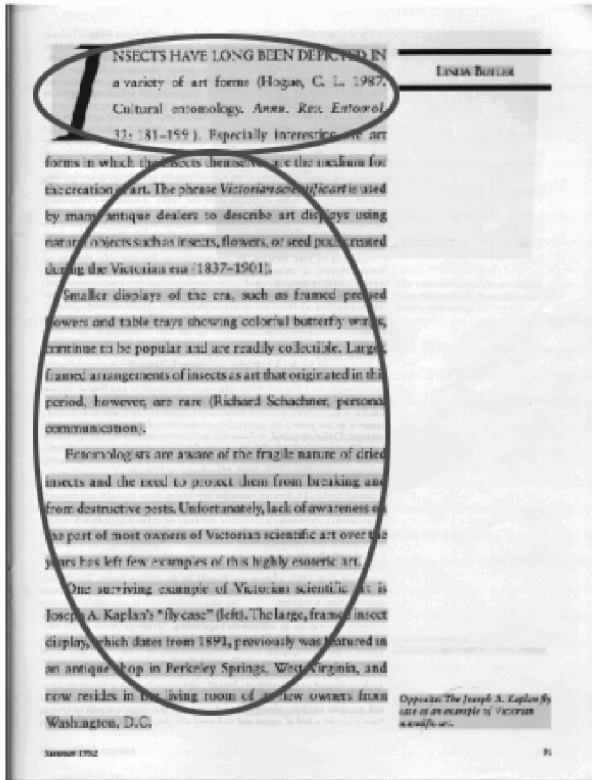 INSECTS HAVE LONG BEEN DEPICTED IN
a variety of art forms (Hogue, C. L. 1987.
Cultural entomology. Annu. Rev. Entomol.
32: 181–199). Especially interesting are art
forms in which the insects themselves are the medium for
the creation of art. The phrase Victorian scientific art is used
by many antique dealers to describe art displays using
natural objects such as insects, flowers, or seed pods created
during the Victorian era (1837–1901).
Smaller displays of the era, such as framed pressed
flowers and table trays showing colorful butterfly wings,
continue to be popular and are readily collectible. Larger,
framed arrangements of insects as art that originated in this
period, however, are rare (Richard Schachner, personal
communication).
Entomologists are aware of the fragile nature of dried
insects and the need to protect them from breaking and
from destructive pests. Unfortunately, lack of awareness on
the part of most owners of Victorian scientific art over the
years has left few examples of this highly esoteric art.
One surviving example of Victorian scientific art is
Joseph A. Kaplan's "fly case" (left). The large, framed insect
display, which dates from 1891, previously was featured in
an antique shop in Berkeley Springs, West Virginia, and
now resides in the living room of its new owners from
Washington, D.C.
LINDA BUTLER
Opposite: The Joseph A. Kaplan fly
case as an example of Victorian
scientific art.
Summer 1992